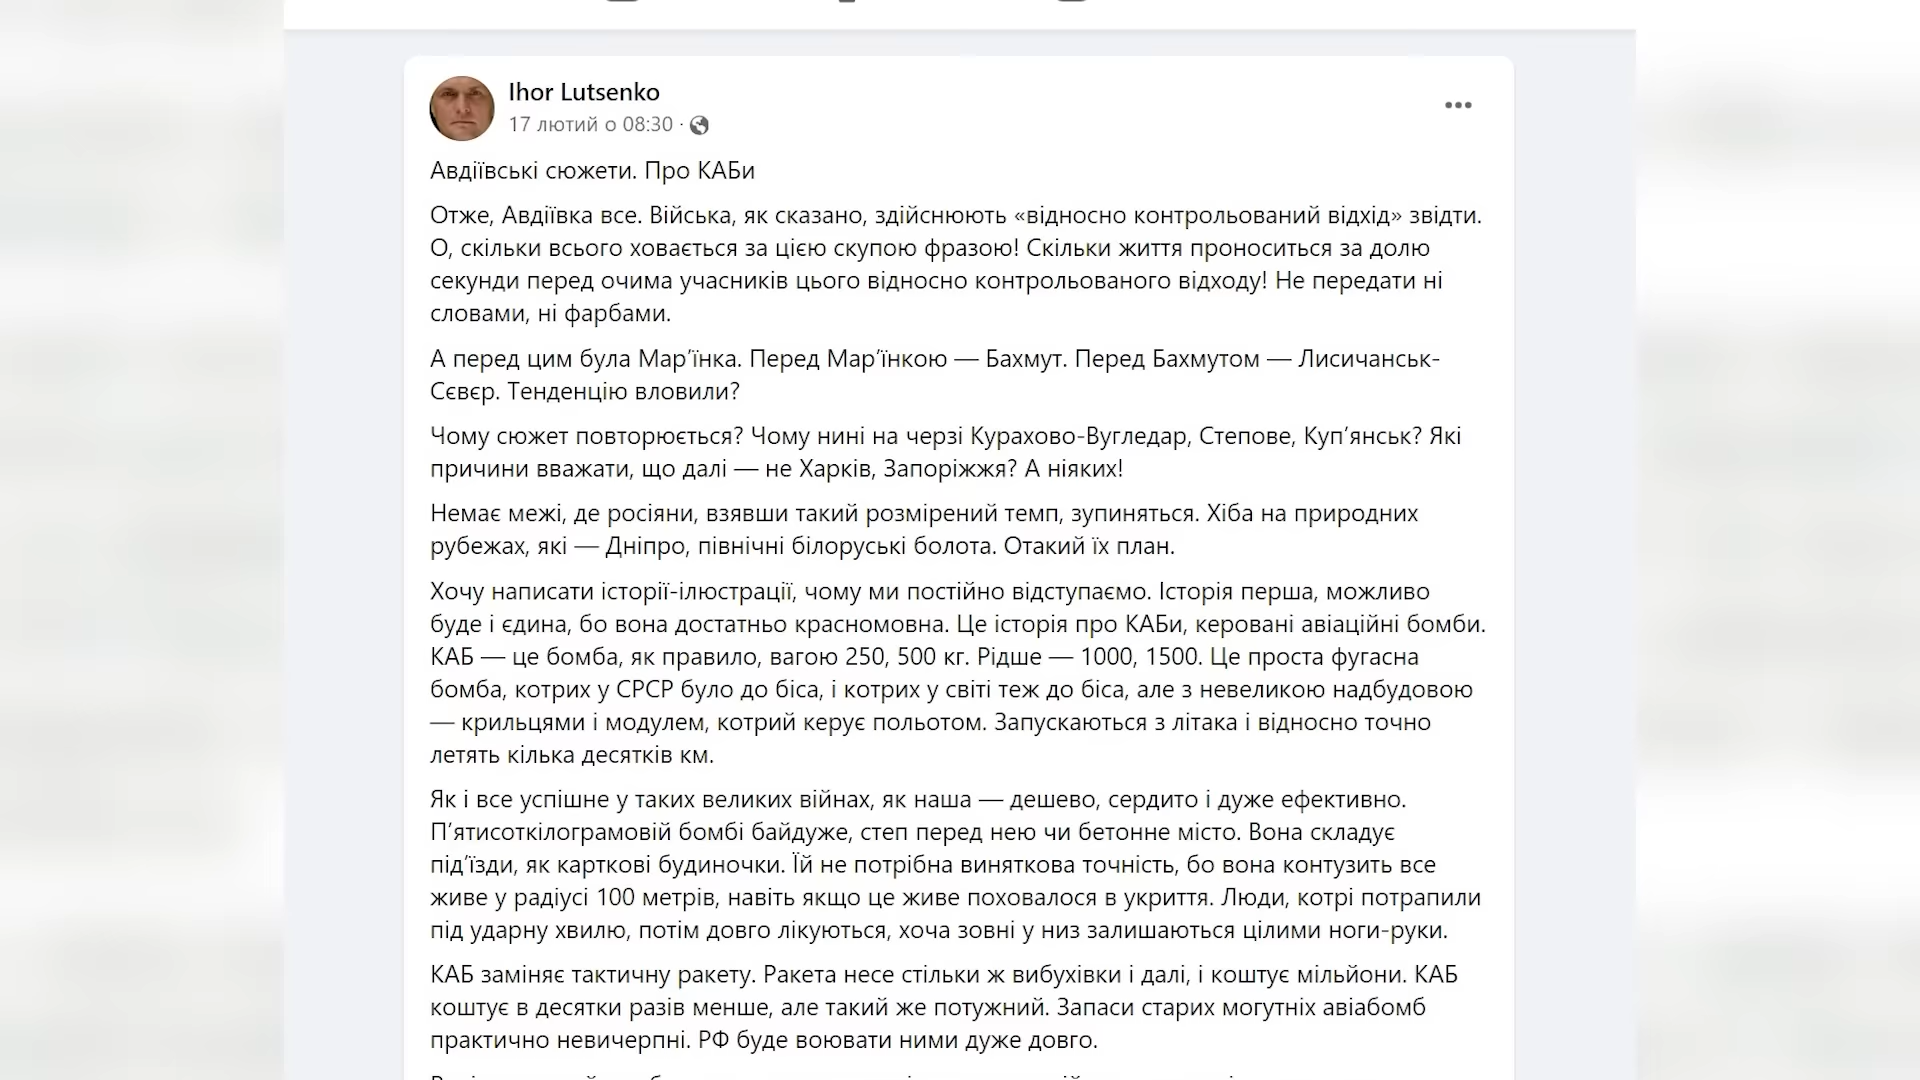 Ihor Lutsenko
17 лютий о 08:30 ·
Авдіївські сюжети. Про КАБи
Отже, Авдіївка все. Війська, як сказано, здійснюють «відносно контрольований відхід» звідти.
О, скільки всього ховається за цією скупою фразою! Скільки життя проноситься за долю
секунди перед очима учасників цього відносно контрольованого відходу! Не передати ні
словами, ні фарбами.
А перед цим була Мар’їнка. Перед Мар’їнкою — Бахмут. Перед Бахмутом — Лисичанськ-
Сєвєр. Тенденцію вловили?
Чому сюжет повторюється? Чому нині на черзі Курахово-Вугледар, Степове, Куп’янськ? Які
причини вважати, що далі — не Харків, Запоріжжя? А ніяких!
Немає межі, де росіяни, взявши такий розмірений темп, зупиняться. Хіба на природних
рубежах, які — Дніпро, північні білоруські болота. Отакий їх план.
Хочу написати історії-ілюстрації, чому ми постійно відступаємо. Історія перша, можливо
буде і єдина, бо вона достатньо красномовна. Це історія про КАБи, керовані авіаційні бомби.
КАБ — це бомба, як правило, вагою 250, 500 кг. Рідше — 1000, 1500. Це проста фугасна
бомба, котрих у СРСР було до біса, і котрих у світі теж до біса, але з невеликою надбудовою
— крильцями і модулем, котрий керує польотом. Запускаються з літака і відносно точно
летять кілька десятків км.
Як і все успішне у таких великих війнах, як наша — дешево, сердито і дуже ефективно.
П’ятисоткілограмовій бомбі байдуже, степ перед нею чи бетонне місто. Вона складує
під’їзди, як карткові будиночки. Їй не потрібна виняткова точність, бо вона контузить все
живе у радіусі 100 метрів, навіть якщо це живе поховалося в укриття. Люди, котрі потрапили
під ударну хвилю, потім довго лікуються, хоча зовні у низ залишаються цілими ноги-руки.
КАБ заміняє тактичну ракету. Ракета несе стільки ж вибухівки і далі, і коштує мільйони. КАБ
коштує в десятки разів менше, але такий же потужний. Запаси старих могутніх авіабомб
практично невичерпні. РФ буде воювати ними дуже довго.